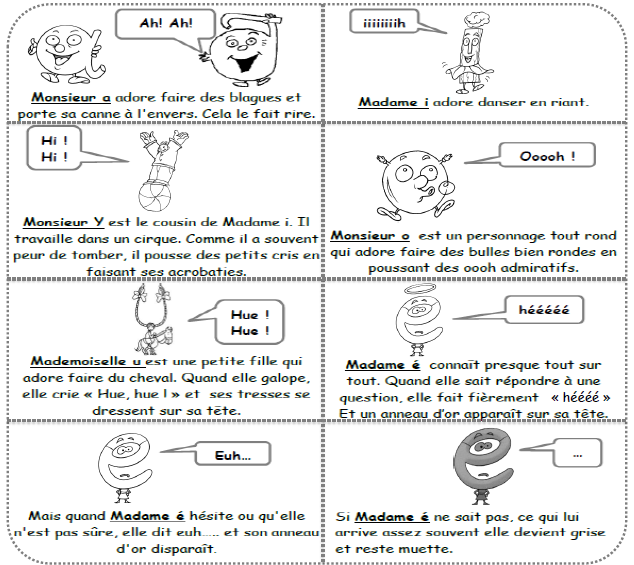 Ah! Ah!
Monsieur a adore faire des blagues et
porte sa canne à l'envers. Cela le fait rire.
iiiiiiiih
Madame i adore danser en riant.
Hi !
Hi !
Monsieur Y est le cousin de Madame i. Il
travaille dans un cirque. Comme il a souvent
peur de tomber, il pousse des petits cris en
faisant ses acrobaties.
Ooooh !
Monsieur o est un personnage tout rond
qui adore faire des bulles bien rondes en
poussant des oooh admiratifs.
Hue !
Hue !
Mademoiselle u est une petite fille qui
adore faire du cheval. Quand elle galope,
elle crie « Hue, hue ! » et ses tresses se
dressent sur sa tête.
hééééé
Madame é connaît presque tout sur
tout. Quand elle sait répondre à une
question, elle fait fièrement « héééé »
Et un anneau d'or apparaît sur sa tête.
Euh...
Mais quand Madame é hésite ou qu'elle
n'est pas sûre, elle dit euh..... et son anneau
d'or disparaît.
...
Si Madame é ne sait pas, ce qui lui
arrive assez souvent elle devient grise
et reste muette.